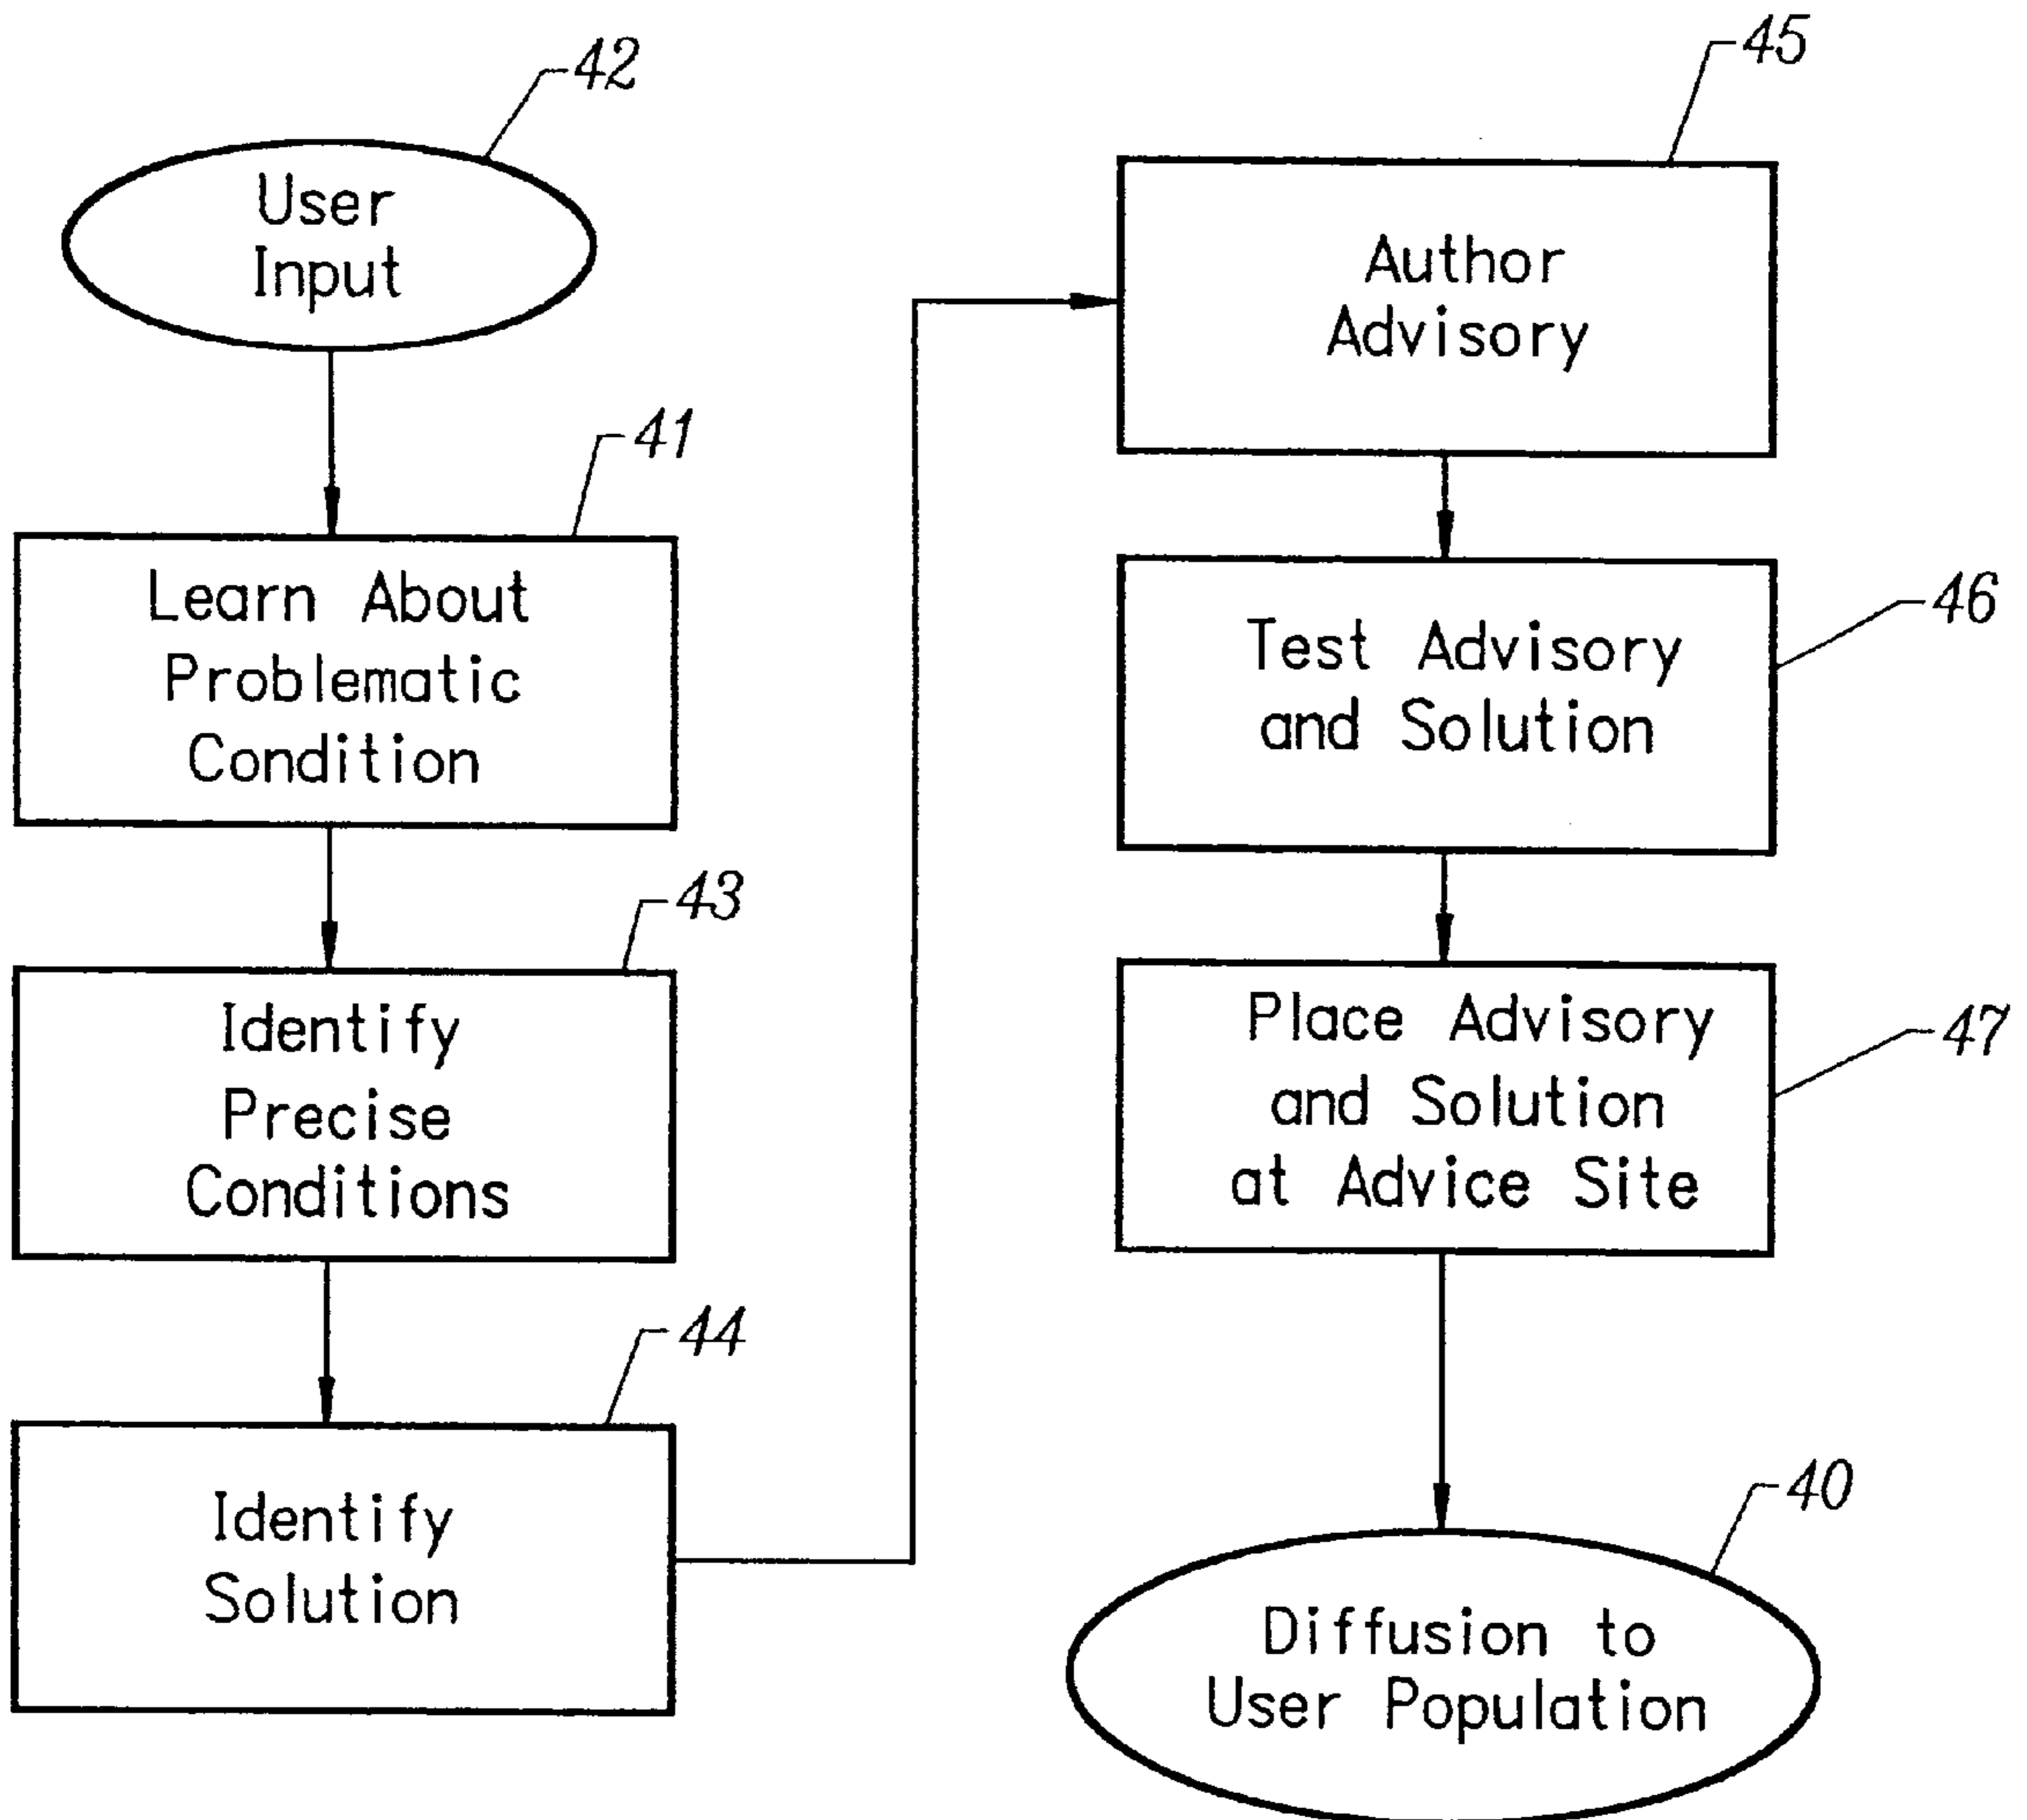 42
User
Input
41
Learn About
Problematic
Condition
43
Identify
Precise
Conditions
44
Identify
Solution
45
Author
Advisory
46
Test Advisory
and Solution
47
Place Advisory
and Solution
at Advice Site
40
Diffusion to
User Population